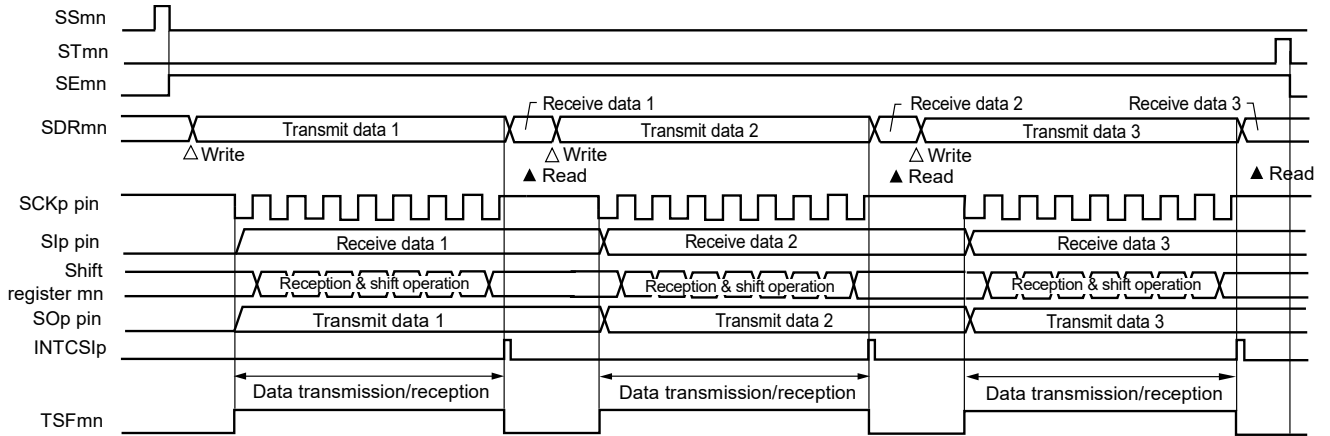 SSmn
STmn
SEmn
Receive data 1 Receive data 2 Receive data 3
SDRmn Transmit data 1 Transmit data 2 Transmit data 3
△ Write △ Write △ Write
▲ Read ▲ Read ▲ Read
SCKp pin
SIp pin Receive data 1 Receive data 2 Receive data 3
Shift
register mn Reception & shift operation Reception & shift operation Reception & shift operation
SOp pin Transmit data 1 Transmit data 2 Transmit data 3
INTCSIp
Data transmission/reception Data transmission/reception Data transmission/reception
TSFmn